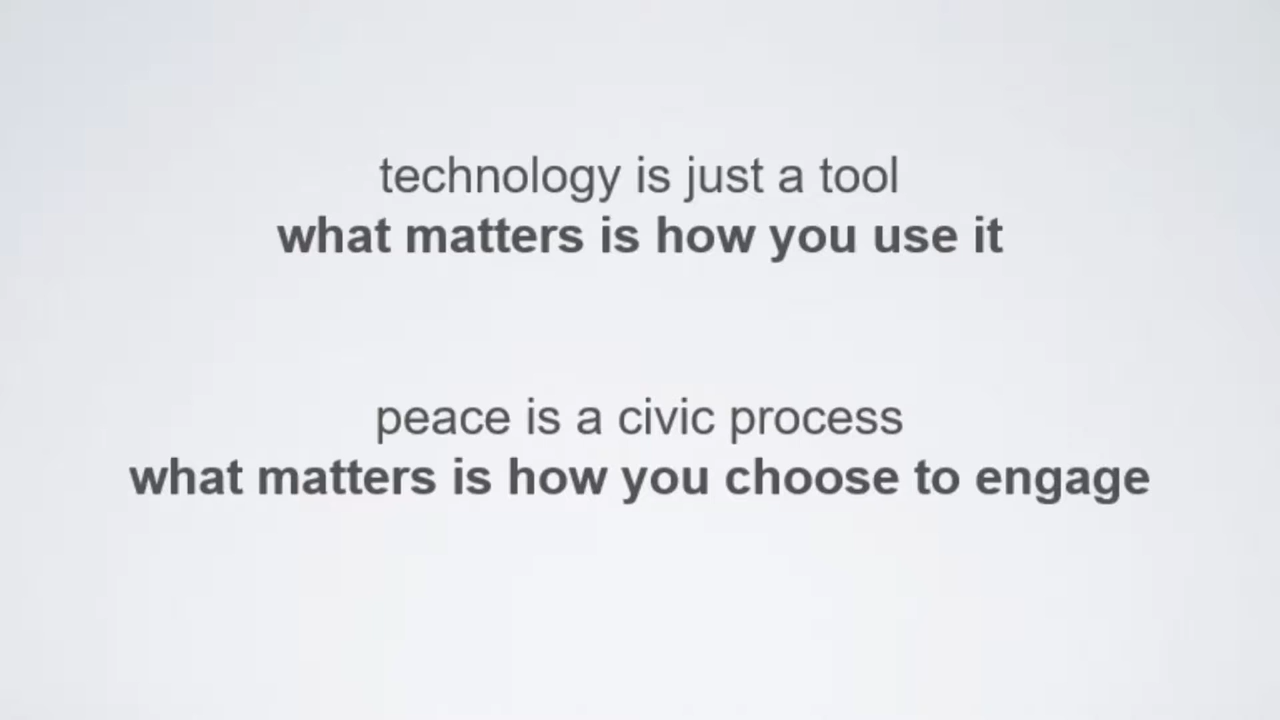 technology is just a tool
what matters is how you use it
peace is a civic process
what matters is how you choose to engage